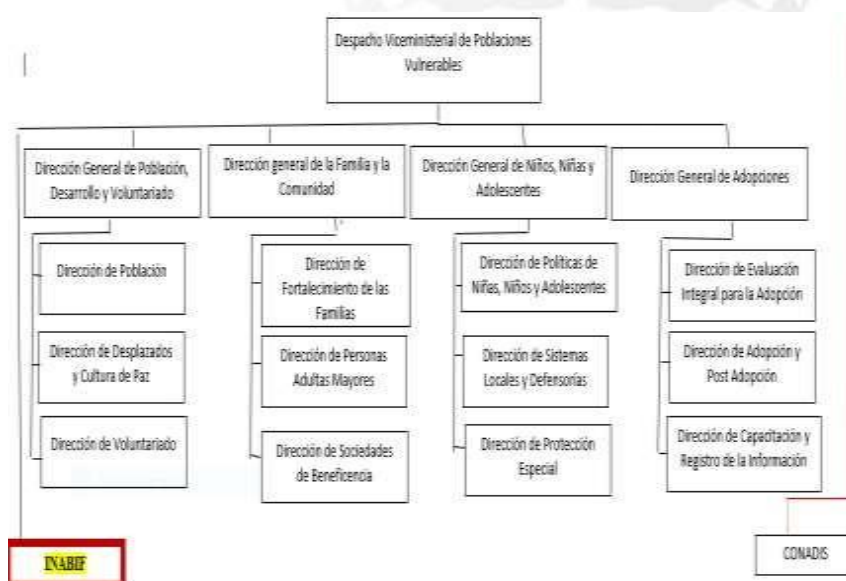 Despacho Viceministerial de Poblaciones
Vulnerables
Dirección General de Población,
Desarrollo y Voluntariado
Dirección general de la Familia y la
Comunidad
Dirección General de Niños, Niñas y
Adolescentes
Dirección General de Adopciones
Dirección de Población
Dirección de Desplazados
y Cultura de Paz
Dirección de Voluntariado
Dirección de
Fortalecimiento de las
Familias
Dirección de Personas
Adultas Mayores
Dirección de Sociedades
de Beneficencia
Dirección de Políticas de
Niñas, Niños y Adolescentes
Dirección de Sistemas
Locales y Defensorías
Dirección de Protección
Especial
Dirección de Evaluación
Integral para la Adopción
Dirección de Adopción y
Post Adopción
Dirección de Capacitación y
Registro de la Información
INABIF
CONADIS